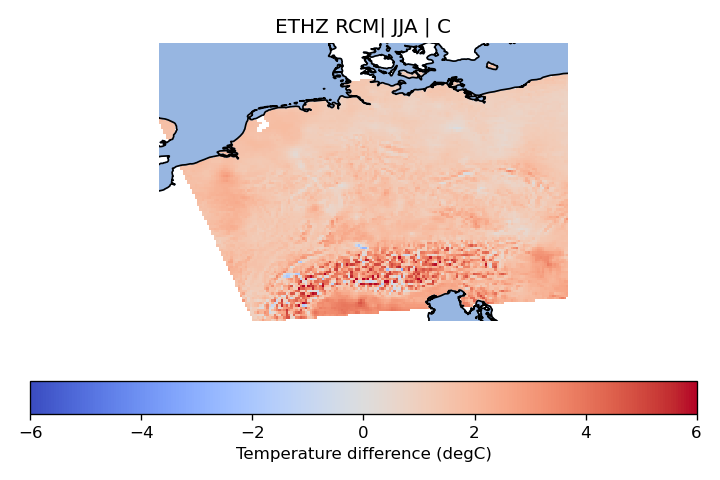 ETHZ RCM| JJA | C
−6 −4 −2 0 2 4 6
Temperature difference (degC)